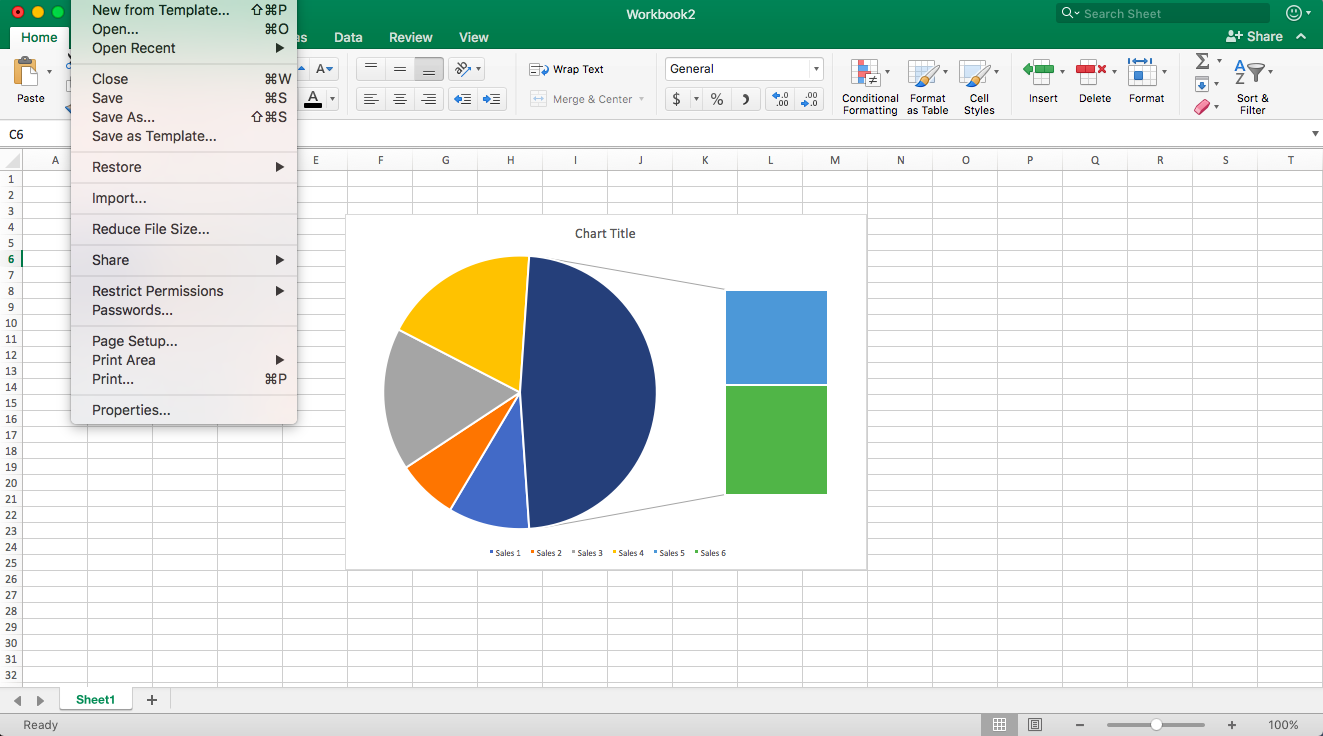 New from Template... ⇧⌘P
Open... ⌘O
Open Recent
Close ⌘W
Save ⌘S
Save As... ⇧⌘S
Save as Template...
Restore
Import...
Reduce File Size...
Share
Restrict Permissions
Passwords...
Page Setup...
Print Area
Print... ⌘P
Properties...
Workbook2
Search Sheet
Home
as
Data
Review
View
Share
Paste
A
A
Wrap Text
Merge & Center
General
$ %
.0 .00
.00 .0
Conditional Formatting
Format as Table
Cell Styles
Insert
Delete
Format
Σ
A Z
Sort & Filter
C6
A E F G H I J K L M N O P Q R S T
1
2
3
4
5
6
7
8
9
10
11
12
13
14
15
16
17
18
19
20
21
22
23
24
25
26
27
28
29
30
31
32
Chart Title
Sales 1 Sales 2 Sales 3 Sales 4 Sales 5 Sales 6
Sheet1 +
Ready
100%